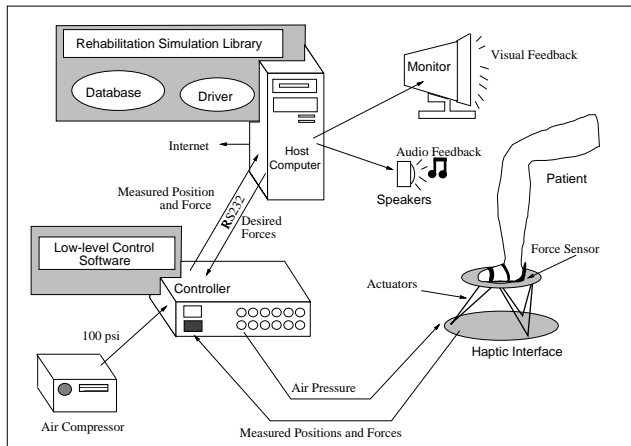 Rehabilitation Simulation Library
Database
Driver
Monitor
Visual Feedback
Internet
Host
Computer
Audio Feedback
Speakers
Patient
Measured Position
and Force
RS232
Desired
Forces
Force Sensor
Low-level Control
Software
Controller
Actuators
100 psi
Haptic Interface
Air Pressure
Air Compressor
Measured Positions and Forces